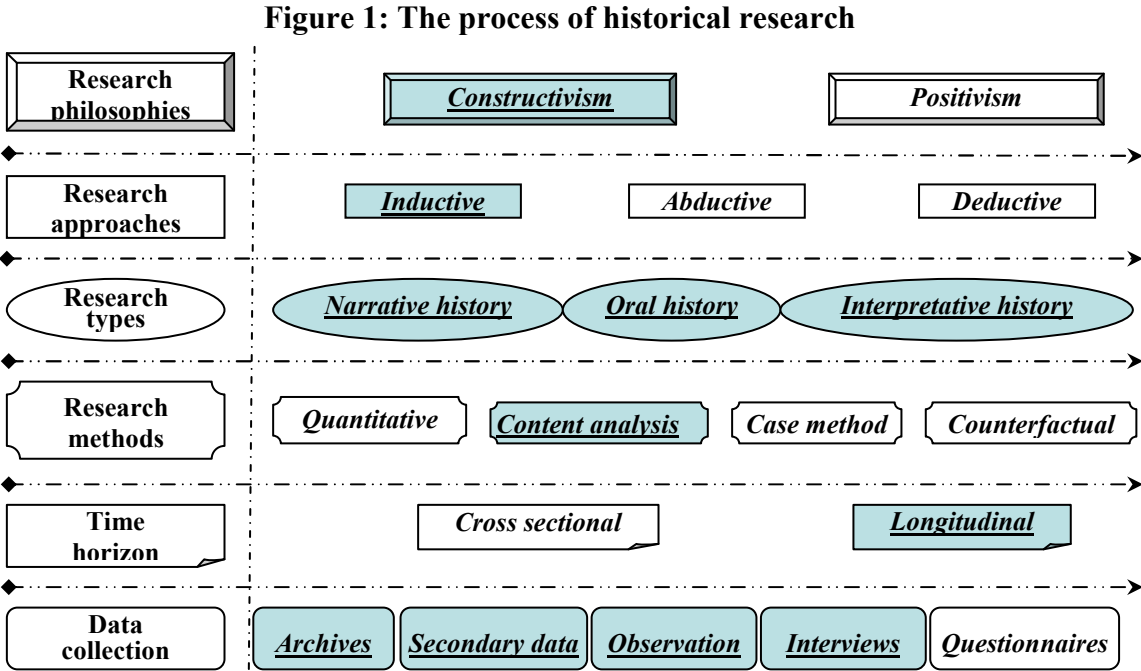 Figure 1: The process of historical research
Research
philosophies
Constructivism
Positivism
Research
approaches
Inductive
Abductive
Deductive
Research
types
Narrative history
Oral history
Interpretative history
Research
methods
Quantitative
Content analysis
Case method
Counterfactual
Time
horizon
Cross sectional
Longitudinal
Data
collection
Archives
Secondary data
Observation
Interviews
Questionnaires